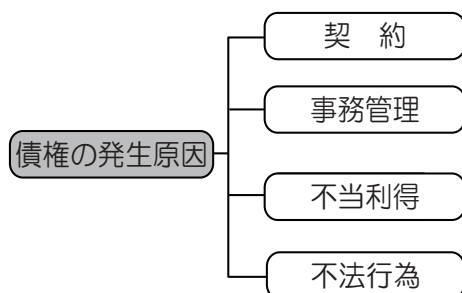 債権の発生原因
契　約
事務管理
不当利得
不法行為